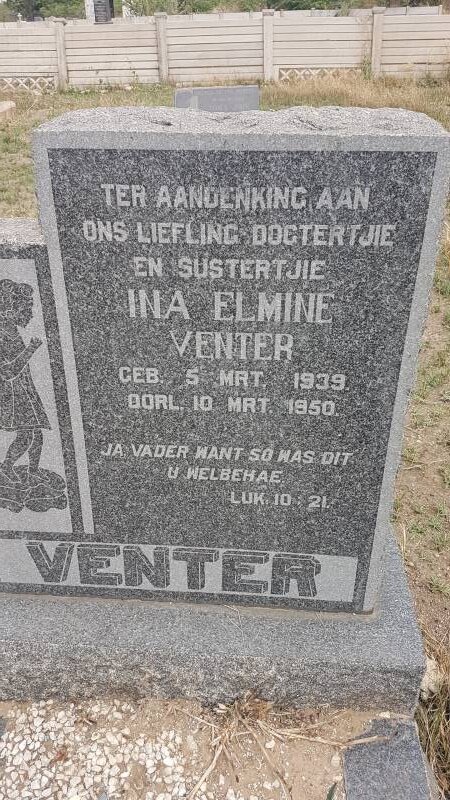 TER AANDENKING AAN
ONS LIEFLING DOGTERTJIE
EN SUSTERTJIE
INA ELMINE
VENTER
GEB. 5 MRT. 1939.
OORL. 10 MRT. 1950.
JA VADER WANT SO WAS DIT
U WELBEHAE
LUK. 10 : 21.
VENTER